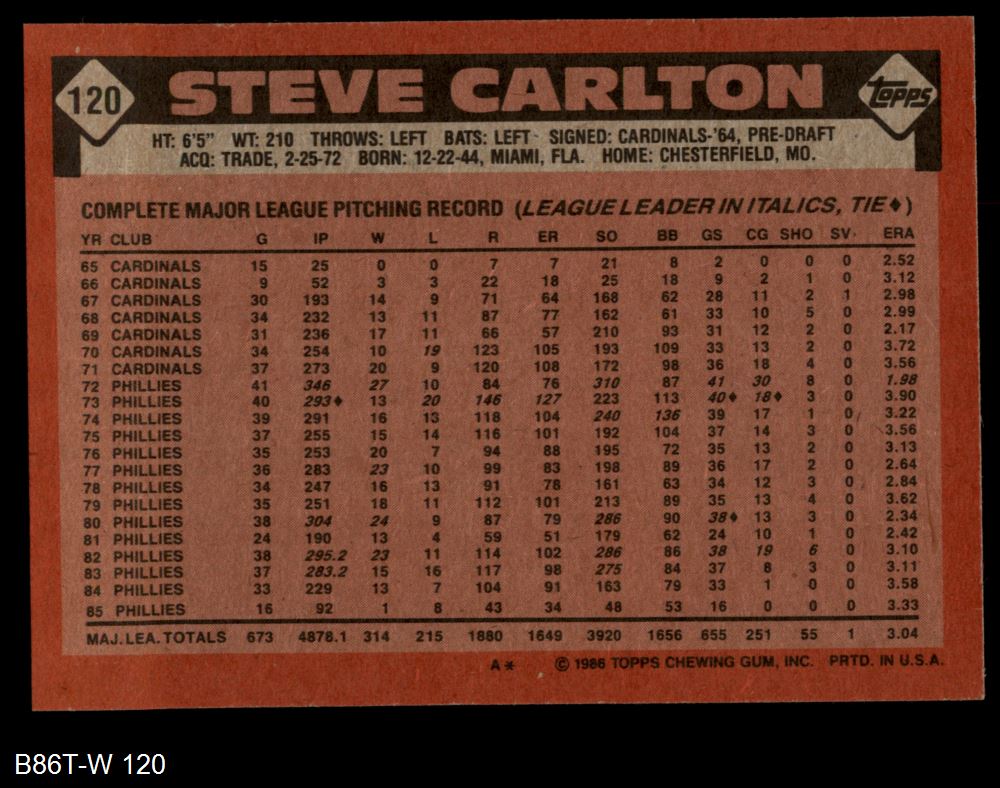 120 STEVE CARLTON topps
HT: 6'5" WT: 210 THROWS: LEFT BATS: LEFT SIGNED: CARDINALS-'64, PRE-DRAFT
ACQ: TRADE, 2-25-72 BORN: 12-22-44, MIAMI, FLA. HOME: CHESTERFIELD, MO.
COMPLETE MAJOR LEAGUE PITCHING RECORD (LEAGUE LEADER IN ITALICS, TIE♦)
YR CLUB G IP W L R ER SO BB GS CG SHO SV ERA
65 CARDINALS 15 25 0 0 7 7 21 8 2 0 0 0 2.52
66 CARDINALS 9 52 3 3 22 18 25 18 9 2 1 0 3.12
67 CARDINALS 30 193 14 9 71 64 168 62 28 11 2 1 2.98
68 CARDINALS 34 232 13 11 87 77 162 61 33 10 5 0 2.99
69 CARDINALS 31 236 17 11 66 57 210 93 31 12 2 0 2.17
70 CARDINALS 34 254 10 19 123 105 193 109 33 13 2 0 3.72
71 CARDINALS 37 273 20 9 120 108 172 98 36 18 4 0 3.56
72 PHILLIES 41 346 27 10 84 76 310 87 41 30 8 0 1.98
73 PHILLIES 40 293♦ 13 20 146 127 223 113 40♦ 18♦ 3 0 3.90
74 PHILLIES 39 291 16 13 118 104 240 136 39 17 1 0 3.22
75 PHILLIES 37 255 15 14 116 101 192 104 37 14 3 0 3.56
76 PHILLIES 35 253 20 7 94 88 195 72 35 13 2 0 3.13
77 PHILLIES 36 283 23 10 99 83 198 89 36 17 2 0 2.64
78 PHILLIES 34 247 16 13 91 78 161 63 34 12 3 0 2.84
79 PHILLIES 35 251 18 11 112 101 213 89 35 13 4 0 3.62
80 PHILLIES 38 304 24 9 87 79 286 90 38♦ 13 3 0 2.34
81 PHILLIES 24 190 13 4 59 51 179 62 24 10 1 0 2.42
82 PHILLIES 38 295.2 23 11 114 102 286 86 38 19 6 0 3.10
83 PHILLIES 37 283.2 15 16 117 98 275 84 37 8 3 0 3.11
84 PHILLIES 33 229 13 7 104 91 163 79 33 1 0 0 3.58
85 PHILLIES 16 92 1 8 43 34 48 53 16 0 0 0 3.33
MAJ. LEA. TOTALS 673 4878.1 314 215 1880 1649 3920 1656 655 251 55 1 3.04
A* © 1986 TOPPS CHEWING GUM, INC. PRTD. IN U.S.A.
B86T-W 120